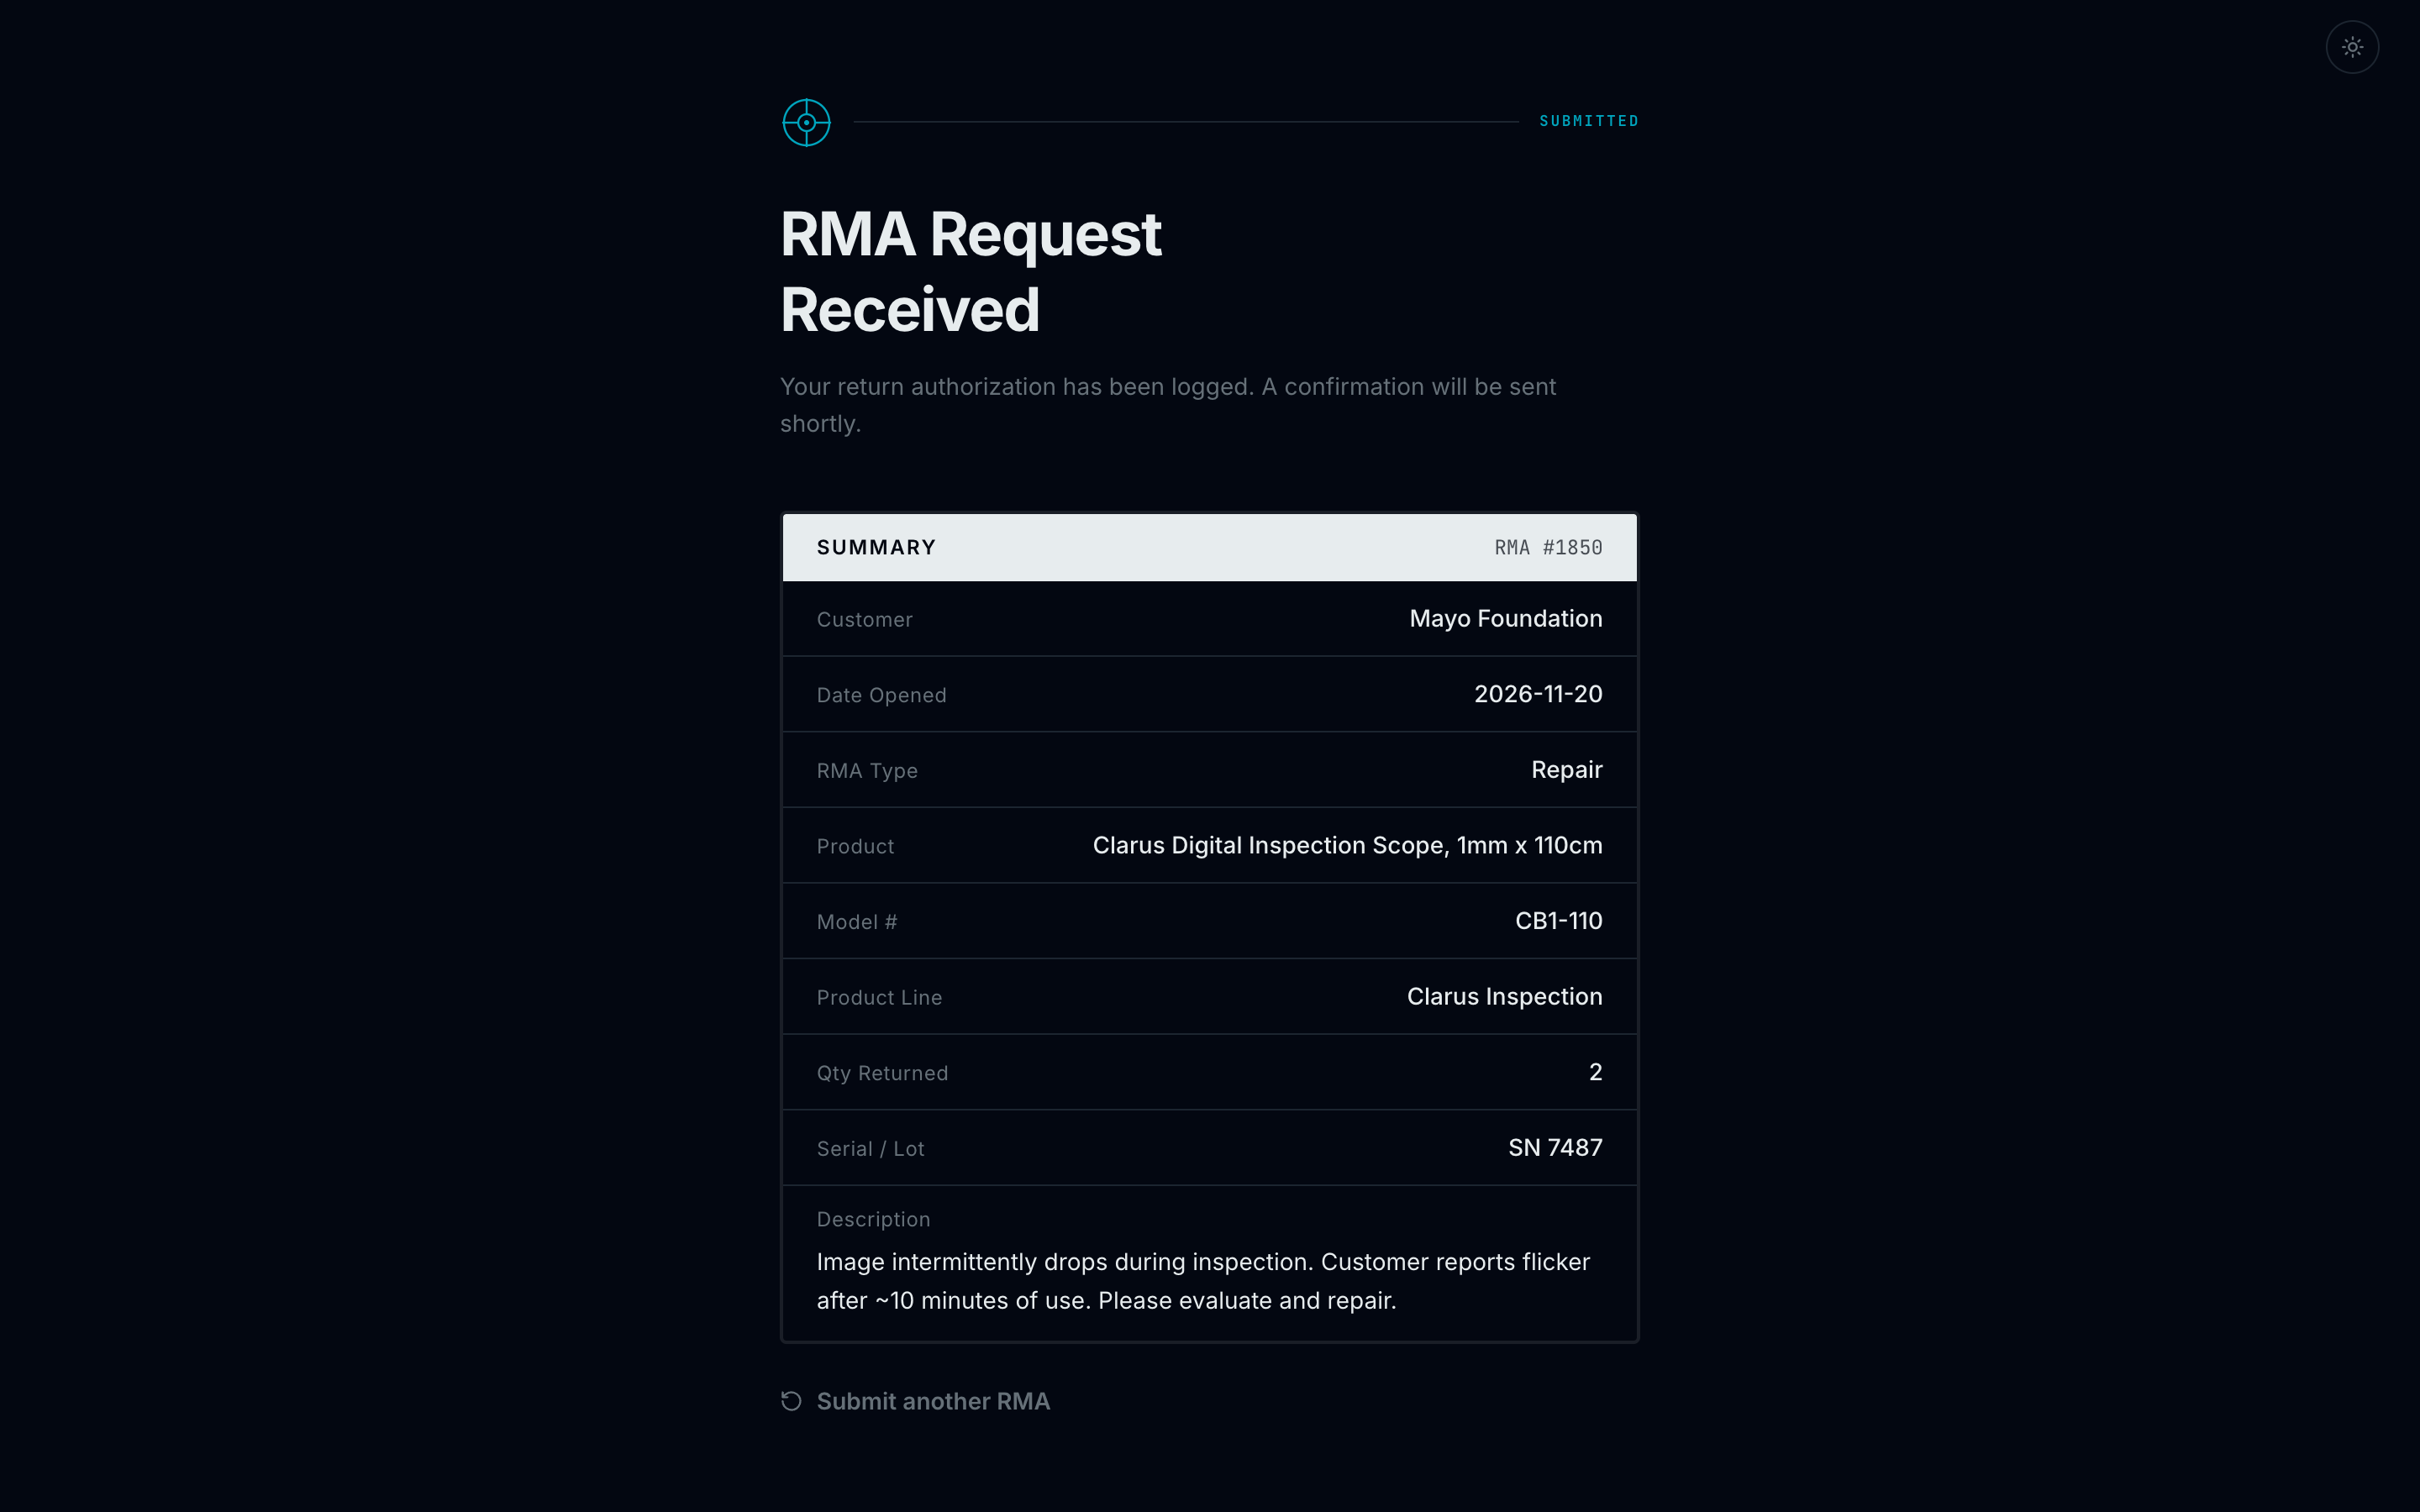 SUBMITTED
RMA Request
Received
Your return authorization has been logged. A confirmation will be sent
shortly.
SUMMARY RMA #1850
Customer Mayo Foundation
Date Opened 2026-11-20
RMA Type Repair
Product Clarus Digital Inspection Scope, 1mm x 110cm
Model # CB1-110
Product Line Clarus Inspection
Qty Returned 2
Serial / Lot SN 7487
Description
Image intermittently drops during inspection. Customer reports flicker
after ~10 minutes of use. Please evaluate and repair.
Submit another RMA